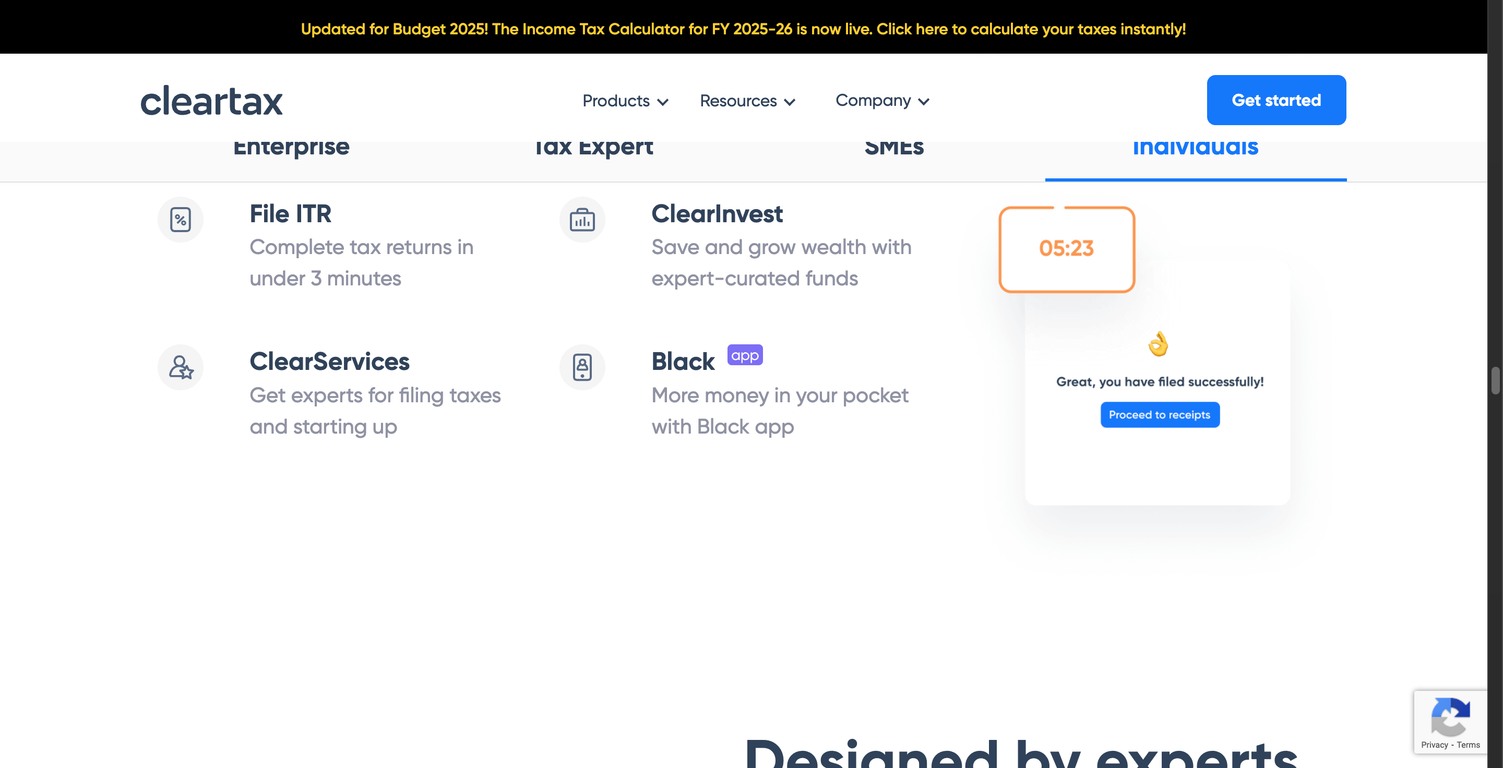 Updated for Budget 2025! The Income Tax Calculator for FY 2025-26 is now live. Click here to calculate your taxes instantly!
cleartax
Products
Resources
Company
Get started
Enterprise
Tax Expert
SMEs
Individuals
File ITR
Complete tax returns in
under 3 minutes
ClearInvest
Save and grow wealth with
expert-curated funds
05:23
ClearServices
Get experts for filing taxes
and starting up
Black app
More money in your pocket
with Black app
Great, you have filed successfully!
Proceed to receipts
Privacy - Terms
Designed by experts